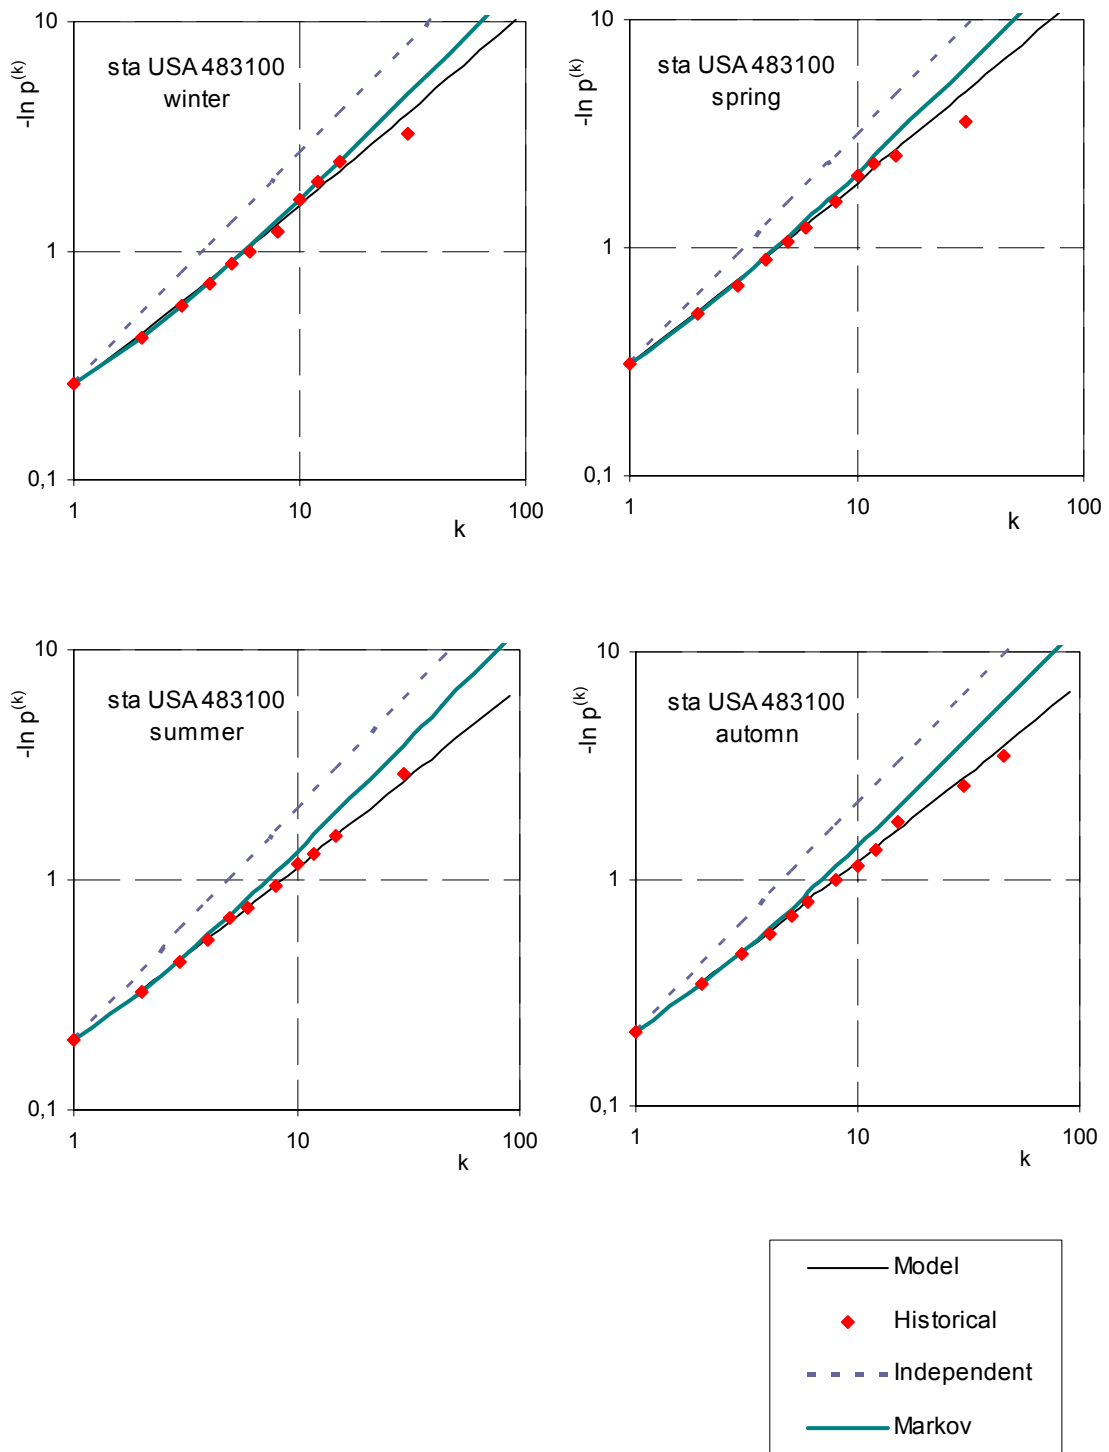 10
1
0,1
1
10
100
-ln p(k)
k
sta USA 483100
winter
10
1
0,1
1
10
100
-ln p(k)
k
sta USA 483100
spring
10
1
0,1
1
10
100
-ln p(k)
k
sta USA 483100
summer
10
1
0,1
1
10
100
-ln p(k)
k
sta USA 483100
automn
Model
Historical
Independent
Markov